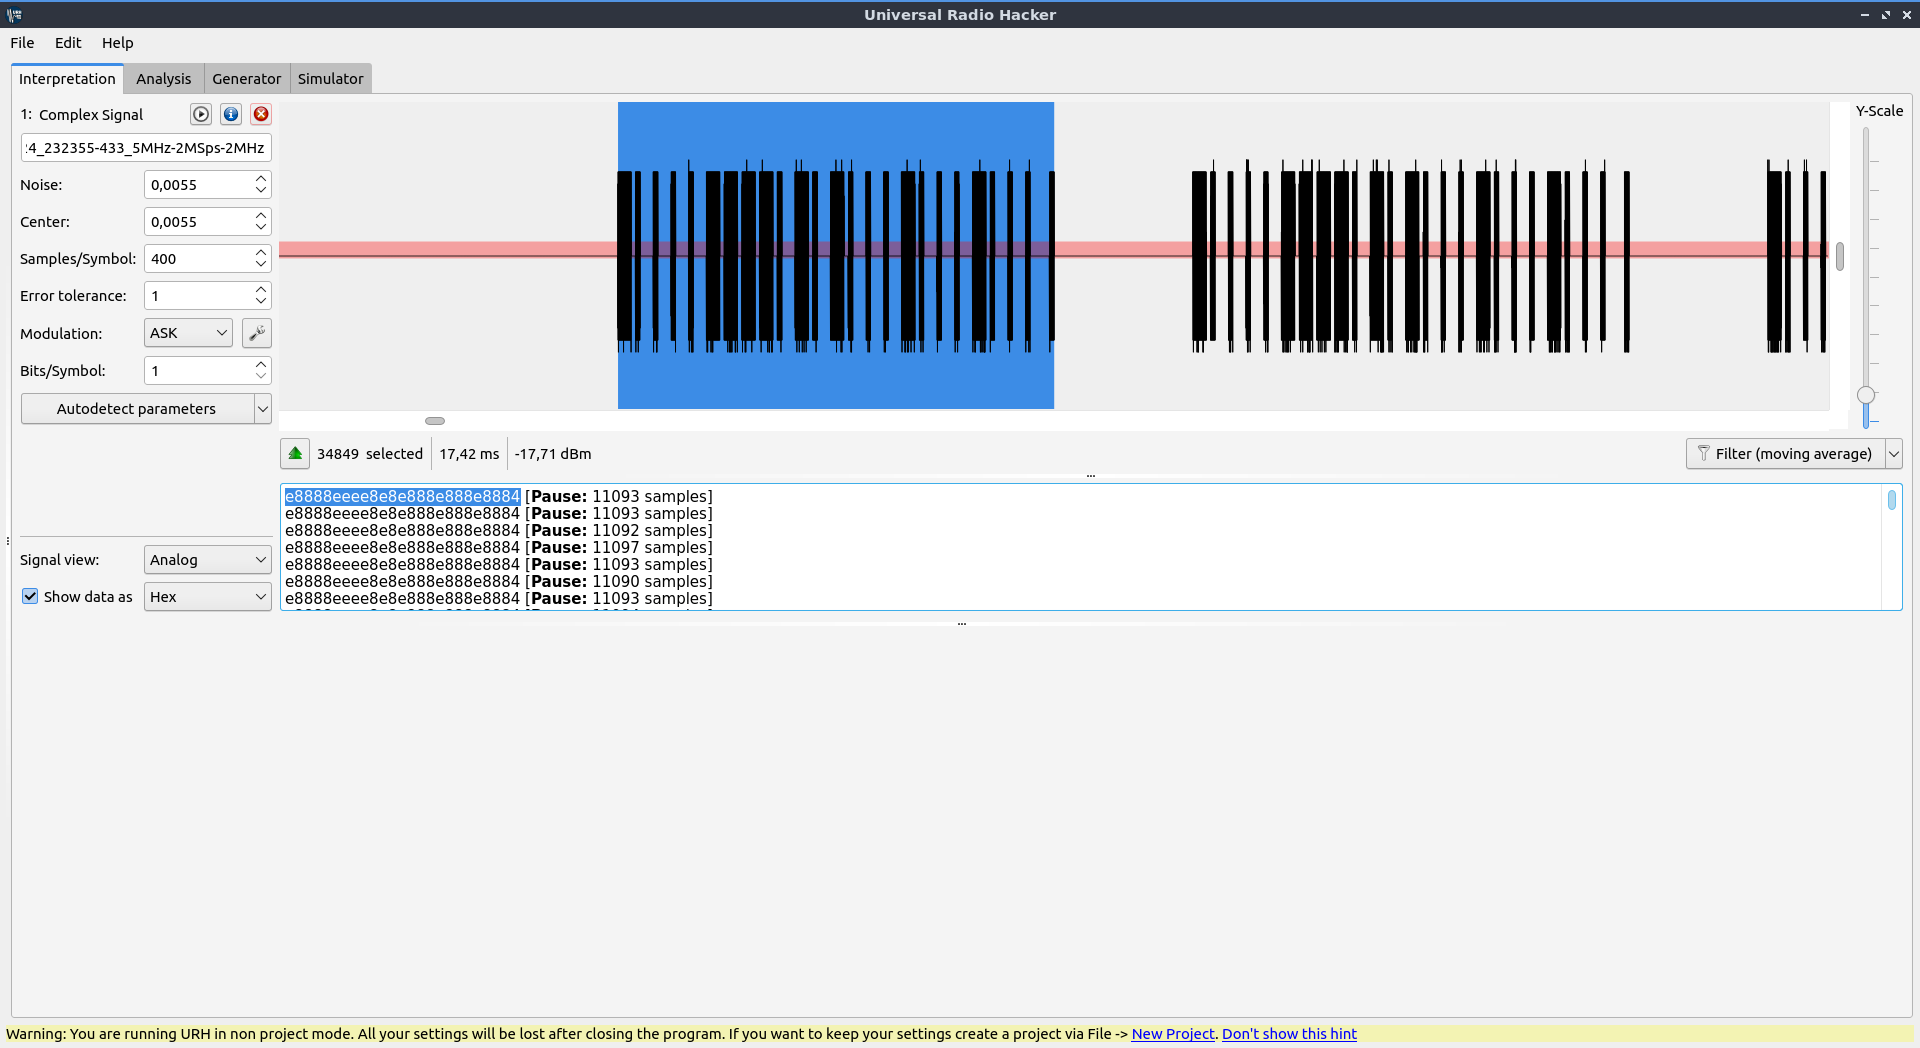 Universal Radio Hacker
File Edit Help
Interpretation Analysis Generator Simulator
1: Complex Signal
:4_232355-433_5MHz-2MSps-2MHz
Noise: 0,0055
Center: 0,0055
Samples/Symbol: 400
Error tolerance: 1
Modulation: ASK
Bits/Symbol: 1
Autodetect parameters
Y-Scale
34849 selected 17,42 ms -17,71 dBm
Filter (moving average)
e8888eeee8e8e888e888e8884 [Pause: 11093 samples]
e8888eeee8e8e888e888e8884 [Pause: 11093 samples]
e8888eeee8e8e888e888e8884 [Pause: 11092 samples]
e8888eeee8e8e888e888e8884 [Pause: 11097 samples]
e8888eeee8e8e888e888e8884 [Pause: 11093 samples]
e8888eeee8e8e888e888e8884 [Pause: 11090 samples]
e8888eeee8e8e888e888e8884 [Pause: 11093 samples]
Signal view: Analog
Show data as Hex
Warning: You are running URH in non project mode. All your settings will be lost after closing the program. If you want to keep your settings create a project via File -> New Project. Don't show this hint